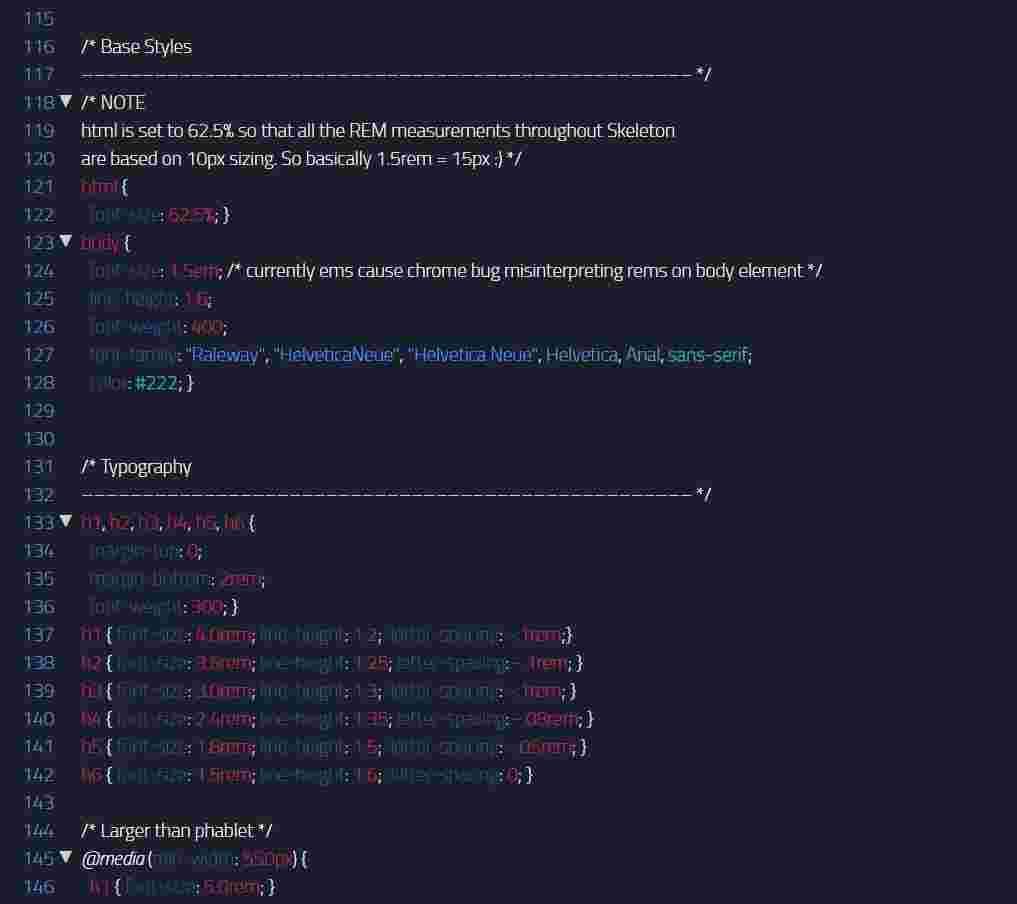 115
116 /* Base Styles
117 –––––––––––––––––––––––––––––––––––––––––––––––––– */
118 /* NOTE
119 html is set to 62.5% so that all the REM measurements throughout Skeleton
120 are based on 10px sizing. So basically 1.5rem = 15px :) */
121 html {
122 font-size: 62.5%; }
123 body {
124 font-size: 1.5em; /* currently ems cause chrome bug misinterpreting rems on body element */
125 line-height: 1.6;
126 font-weight: 400;
127 font-family: "Raleway", "HelveticaNeue", "Helvetica Neue", Helvetica, Arial, sans-serif;
128 color: #222; }
129
130
131 /* Typography
132 –––––––––––––––––––––––––––––––––––––––––––––––––– */
133 h1, h2, h3, h4, h5, h6 {
134 margin-top: 0;
135 margin-bottom: 2rem;
136 font-weight: 300; }
137 h1 { font-size: 4.0rem; line-height: 1.2; letter-spacing: -.1rem;}
138 h2 { font-size: 3.6rem; line-height: 1.25; letter-spacing: -.1rem; }
139 h3 { font-size: 3.0rem; line-height: 1.3; letter-spacing: -.1rem; }
140 h4 { font-size: 2.4rem; line-height: 1.35; letter-spacing: -.08rem; }
141 h5 { font-size: 1.8rem; line-height: 1.5; letter-spacing: -.05rem; }
142 h6 { font-size: 1.5rem; line-height: 1.6; letter-spacing: 0; }
143
144 /* Larger than phablet */
145 @media (min-width: 550px) {
146 h1 { font-size: 5.0rem; }